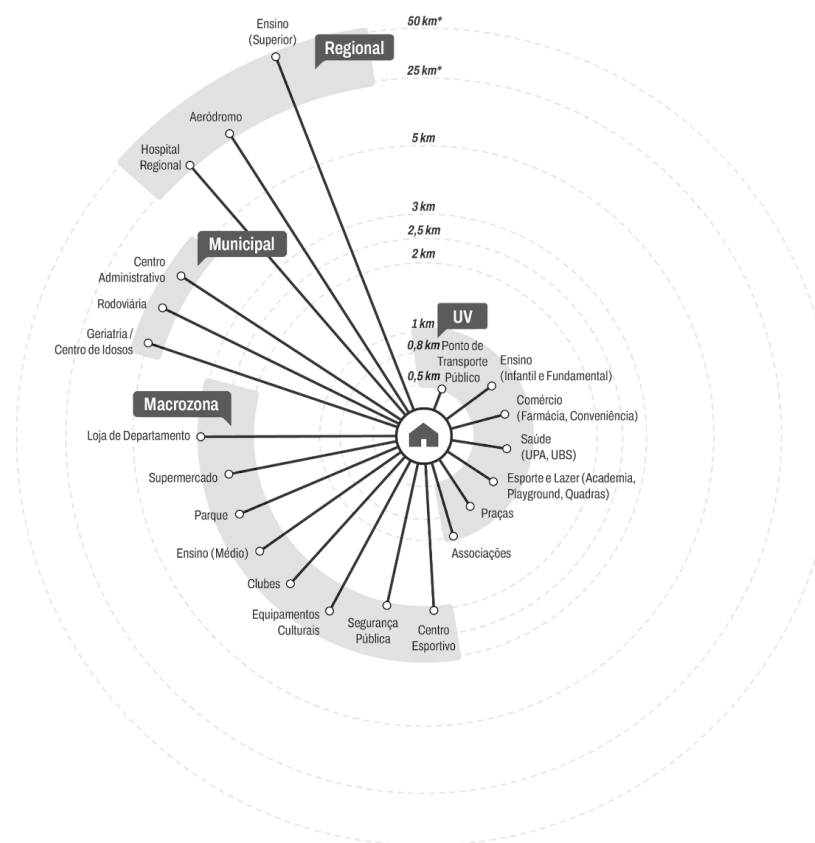 Ensino
(Superior)
Regional
50 km*
25 km*
Aeródromo
Hospital
Regional
5 km
3 km
2,5 km
2 km
Municipal
Centro
Administrativo
Rodoviária
Geriatria /
Centro de Idosos
UV
1 km
0,8 km
0,5 km
Ponto de
Transporte
Público
Ensino
(Infantil e Fundamental)
Comércio
(Farmácia, Conveniência)
Saúde
(UPA, UBS)
Esporte e Lazer (Academia,
Playground, Quadras)
Praças
Associações
Macrozona
Loja de Departamento
Supermercado
Parque
Ensino (Médio)
Clubes
Equipamentos
Culturais
Segurança
Pública
Centro
Esportivo